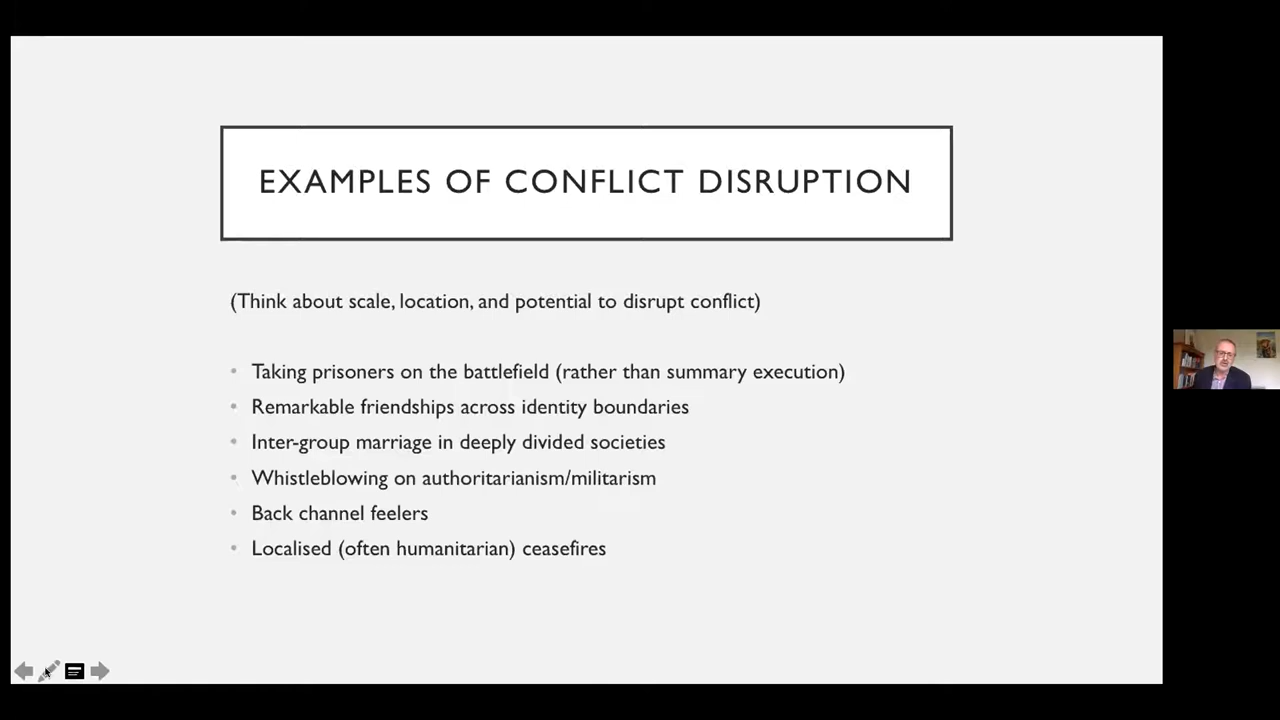 EXAMPLES OF CONFLICT DISRUPTION
(Think about scale, location, and potential to disrupt conflict)
• Taking prisoners on the battlefield (rather than summary execution)
• Remarkable friendships across identity boundaries
• Inter-group marriage in deeply divided societies
• Whistleblowing on authoritarianism/militarism
• Back channel feelers
• Localised (often humanitarian) ceasefires